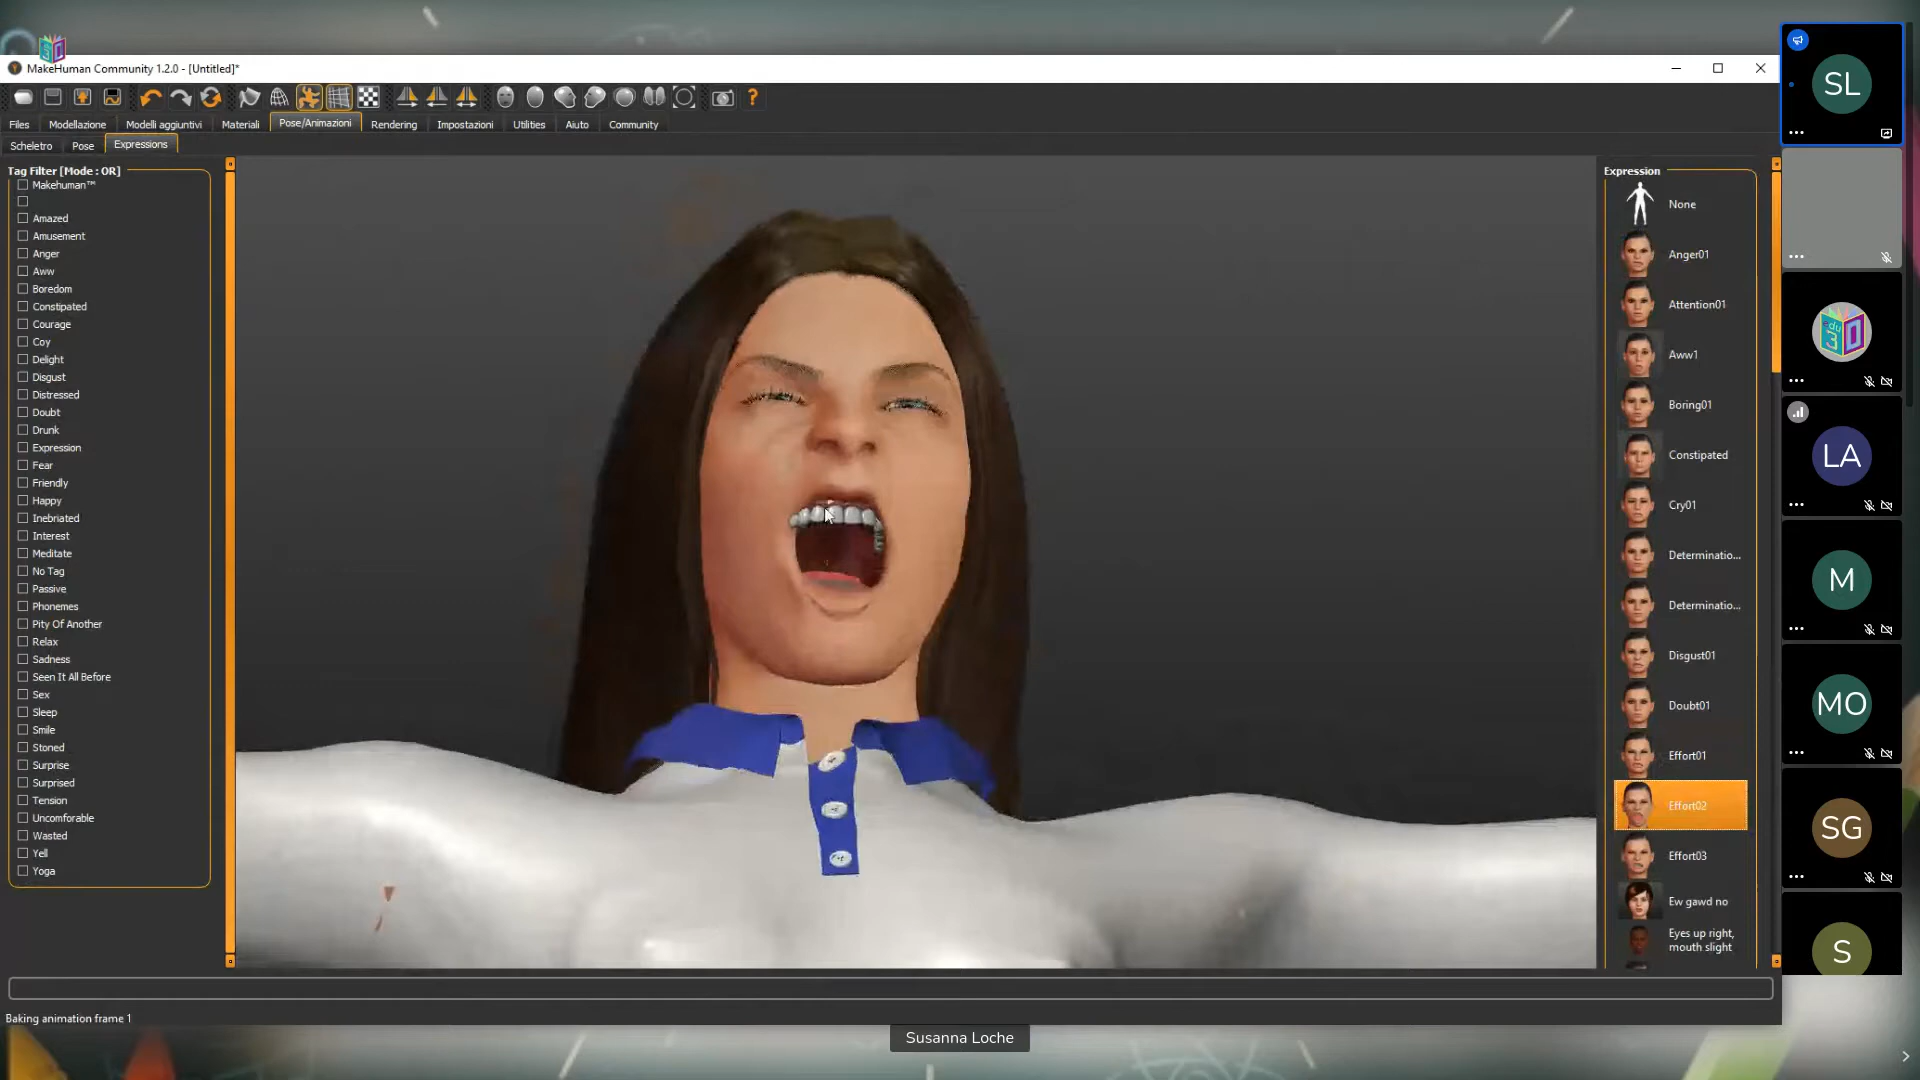 MakeHuman Community 1.2.0 - [Untitled]*
Files Modellazione Modelli aggiuntivi Materiali Pose/Animazioni Rendering Impostazioni Utilities Aiuto Community
Scheletro Pose Expressions
Tag Filter [Mode : OR]
Makehuman™
Amazed
Amusement
Anger
Aww
Boredom
Constipated
Courage
Coy
Delight
Disgust
Distressed
Doubt
Drunk
Expression
Fear
Friendly
Happy
Inebriated
Interest
Meditate
No Tag
Passive
Phonemes
Pity Of Another
Relax
Sadness
Seen It All Before
Sex
Sleep
Smile
Stoned
Surprise
Surprised
Tension
Uncomforable
Wasted
Yell
Yoga
Expression
None
Anger01
Attention01
Aww1
Boring01
Constipated
Cry01
Determinatio...
Determinatio...
Disgust01
Doubt01
Effort01
Effort02
Effort03
Ew gawd no
Eyes up right,
mouth slight
SL
edu
3D
LA
M
MO
SG
S
Baking animation frame 1
Susanna Loche